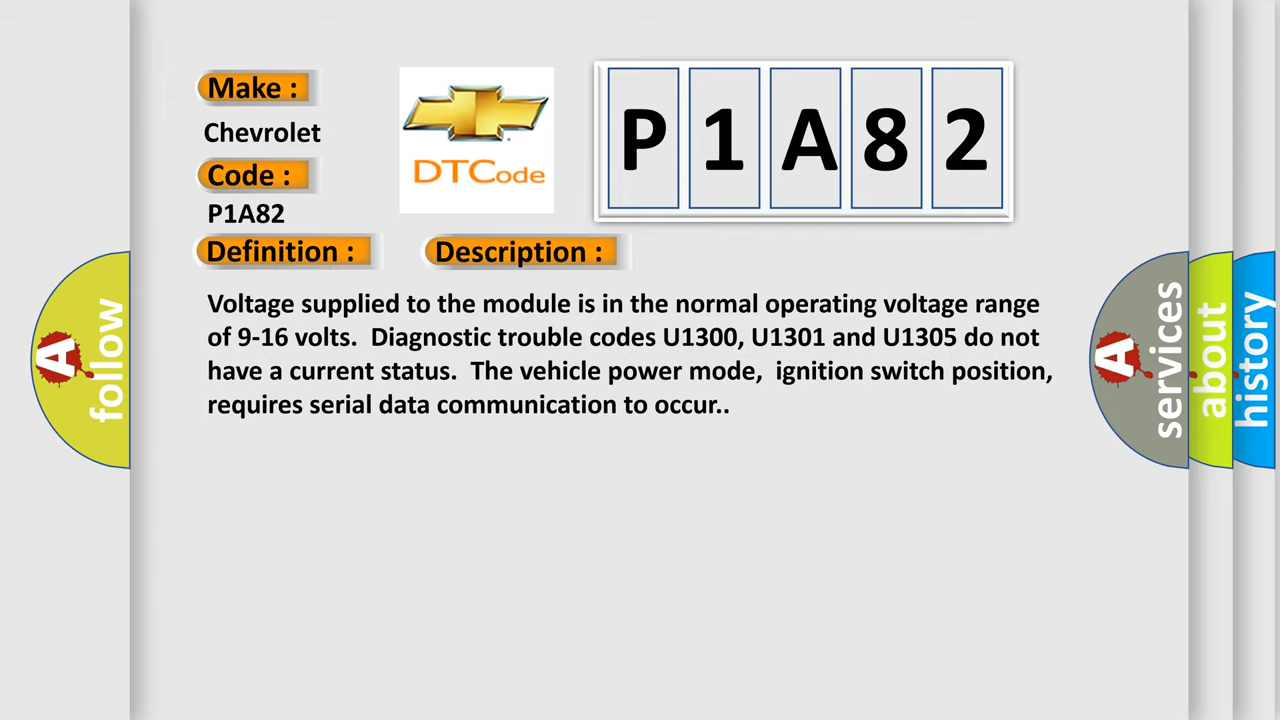 Make :
Chevrolet
Code :
P1A82
DTCode
P 1 A 8 2
Definition :
Description :
Voltage supplied to the module is in the normal operating voltage range
of 9-16 volts  Diagnostic trouble codes U1300, U1301 and U1305 do not
have a current status  The vehicle power mode,  ignition switch position,
requires serial data communication to occur..
A follow
A services
about
history